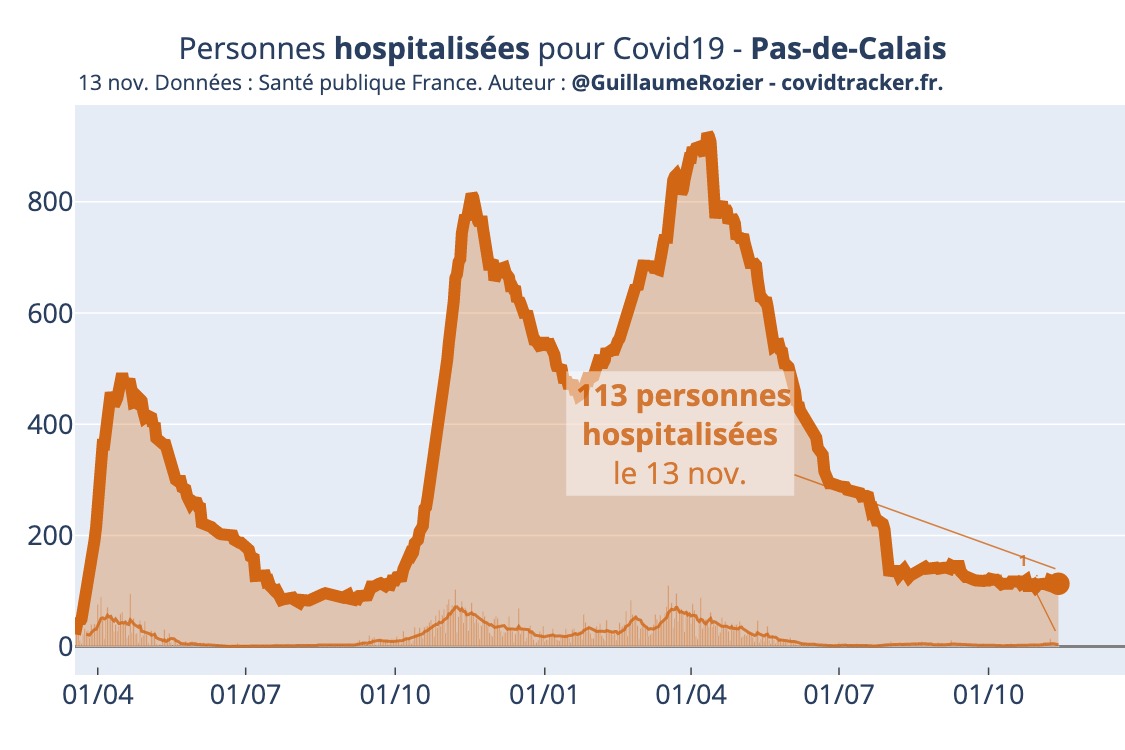 Personnes hospitalisées pour Covid19 - Pas-de-Calais
13 nov. Données : Santé publique France. Auteur : @GuillaumeRozier - covidtracker.fr.
800
600
400
200
0
113 personnes
hospitalisées
le 13 nov.
01/04
01/07
01/10
01/01
01/04
01/07
01/10